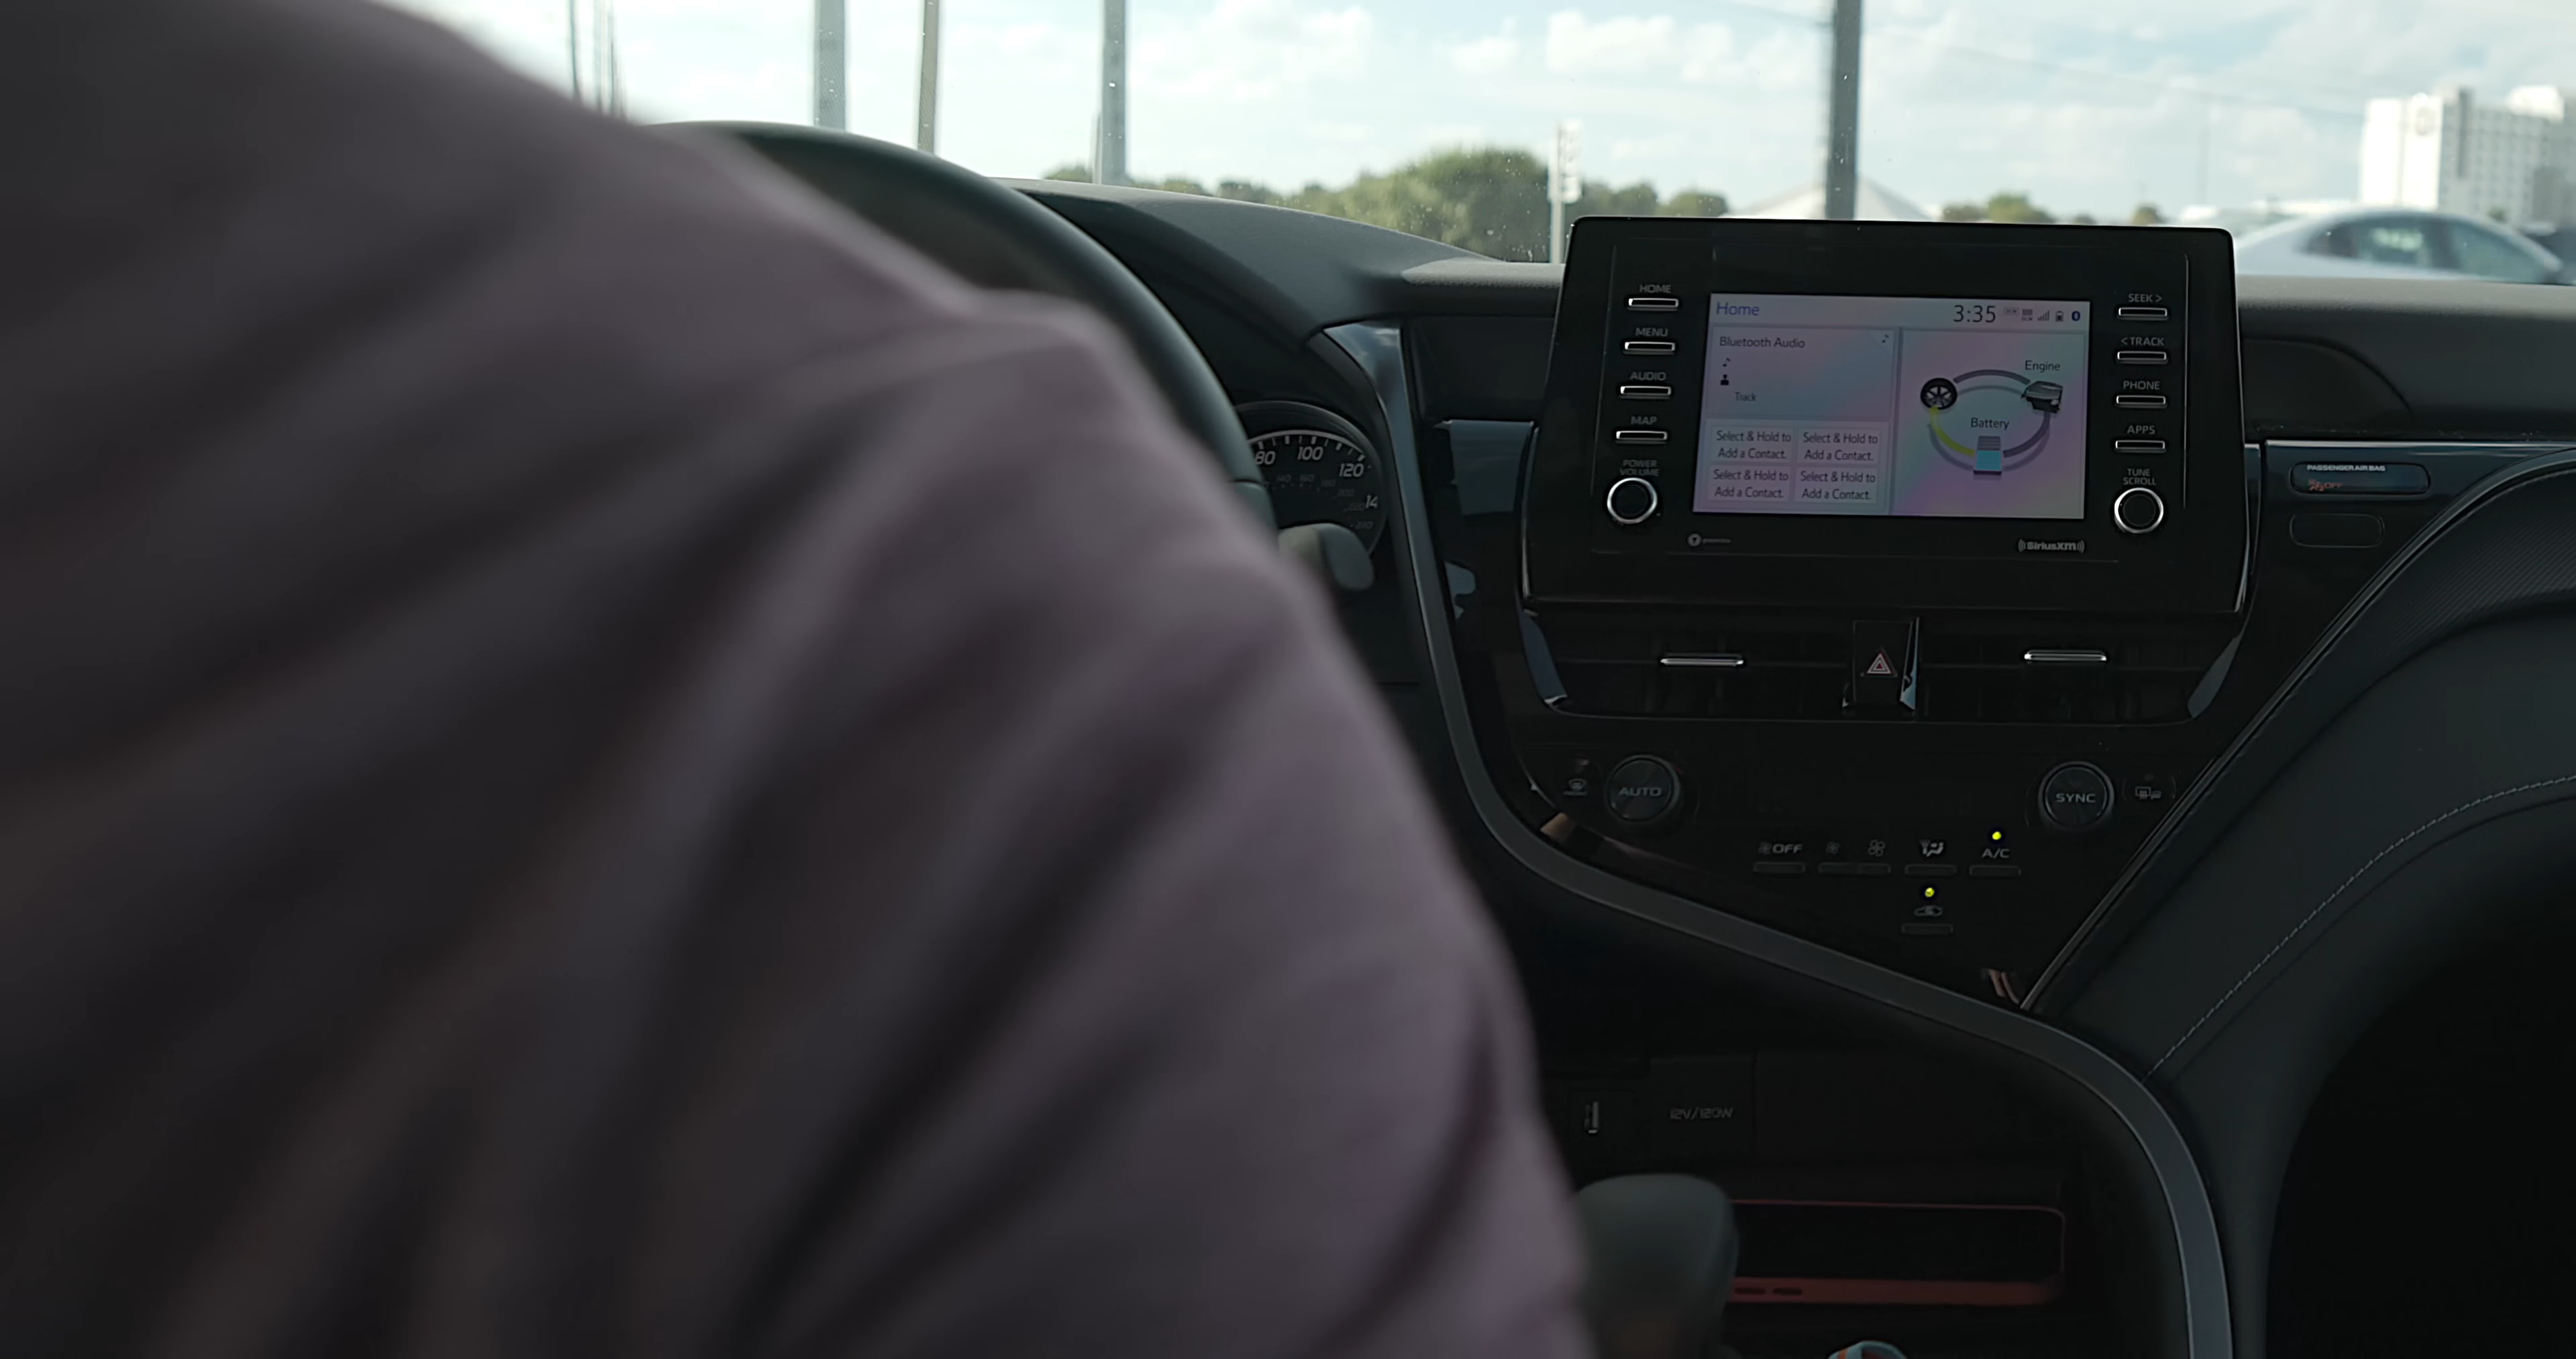 80 100 120 14
HOME
MENU
AUDIO
MAP
POWER
VOLUME
Home
3:35
Bluetooth Audio
Track
Select & Hold to
Add a Contact.
Select & Hold to
Add a Contact.
Select & Hold to
Add a Contact.
Select & Hold to
Add a Contact.
Engine
Battery
SEEK >
< TRACK
PHONE
APPS
TUNE
SCROLL
SiriusXM
PASSENGER AIR BAG
OFF
AUTO
SYNC
OFF
A/C
12V/120W